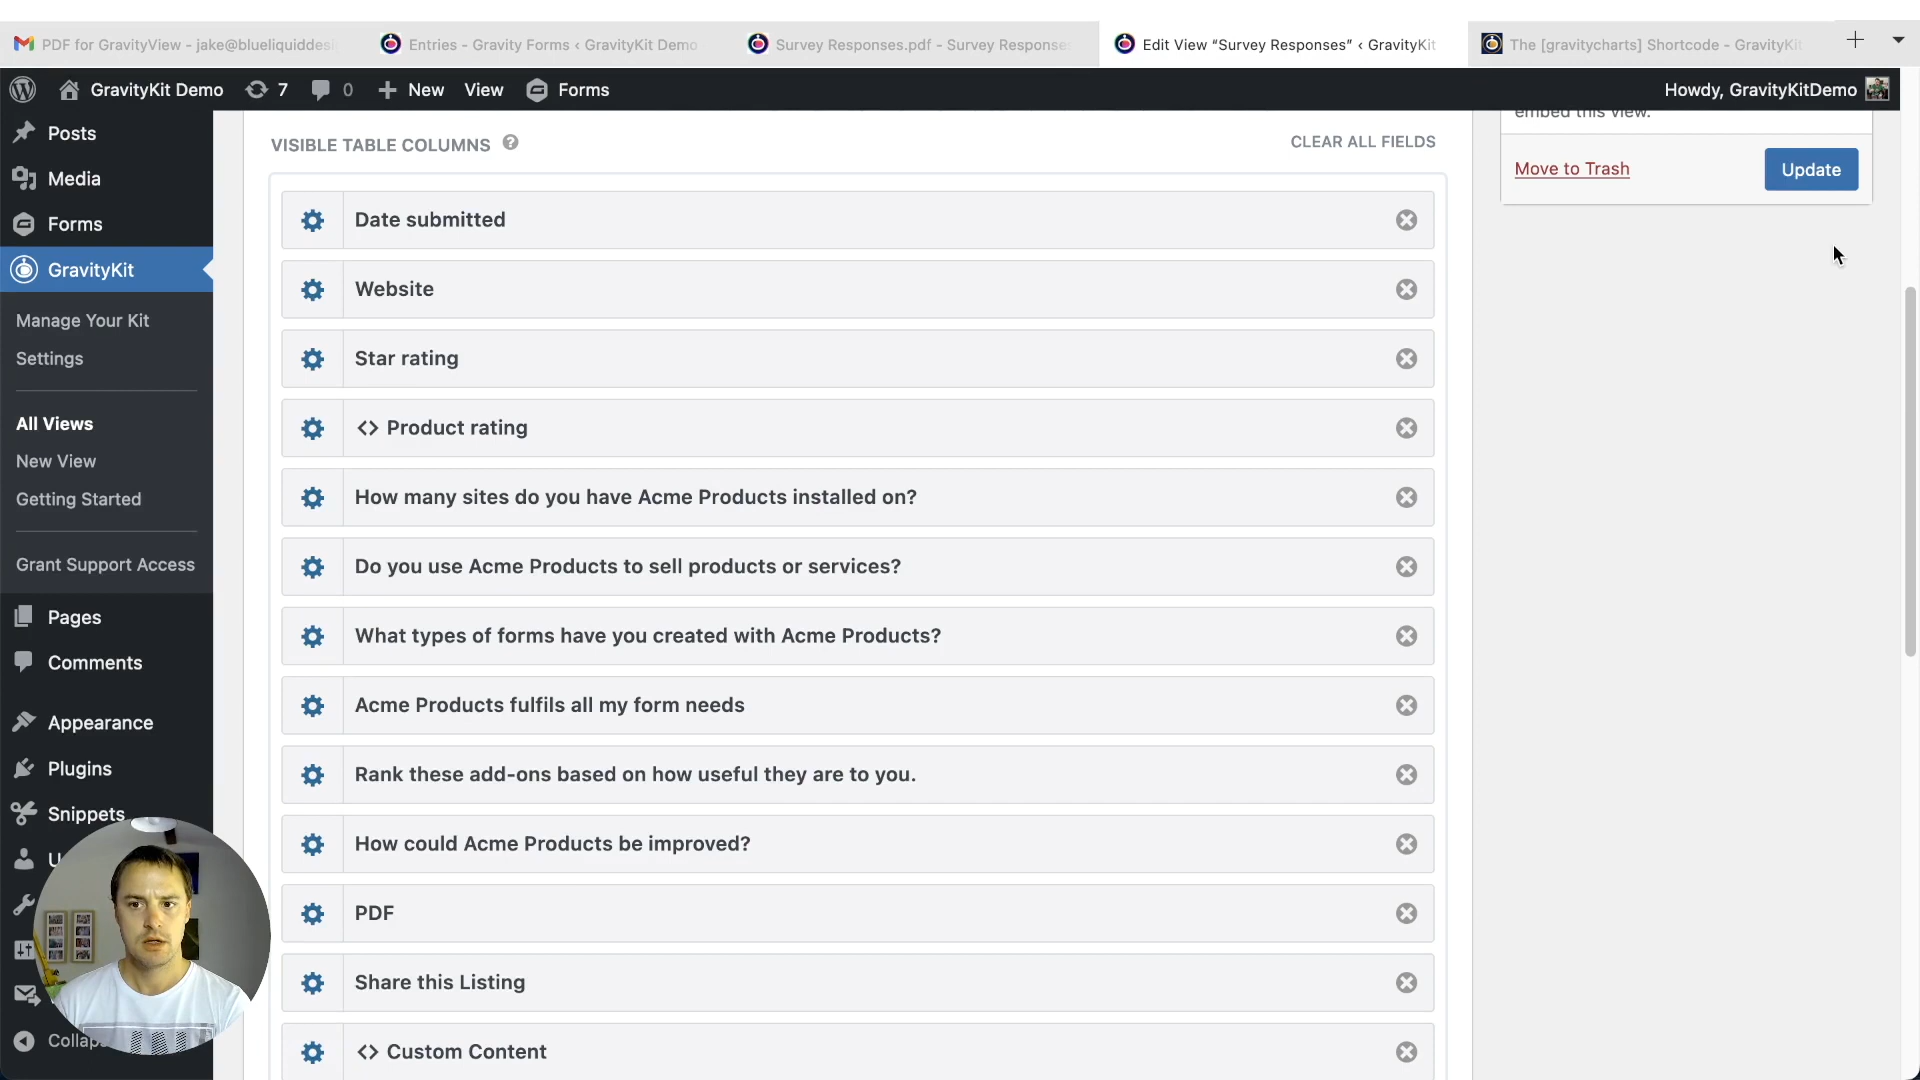 PDF for GravityView - jake@blueliquiddesi
Entries - Gravity Forms ‹ GravityKit Demo
Survey Responses.pdf - Survey Responses
Edit View “Survey Responses” ‹ GravityKit
The [gravitycharts] Shortcode - GravityKit
GravityKit Demo
7
0
New
View
Forms
Howdy, GravityKitDemo
Posts
Media
Forms
GravityKit
Manage Your Kit
Settings
All Views
New View
Getting Started
Grant Support Access
Pages
Comments
Appearance
Plugins
Snippets
U
Collap
VISIBLE TABLE COLUMNS
CLEAR ALL FIELDS
Date submitted
Website
Star rating
<> Product rating
How many sites do you have Acme Products installed on?
Do you use Acme Products to sell products or services?
What types of forms have you created with Acme Products?
Acme Products fulfils all my form needs
Rank these add-ons based on how useful they are to you.
How could Acme Products be improved?
PDF
Share this Listing
<> Custom Content
embed this View.
Move to Trash
Update